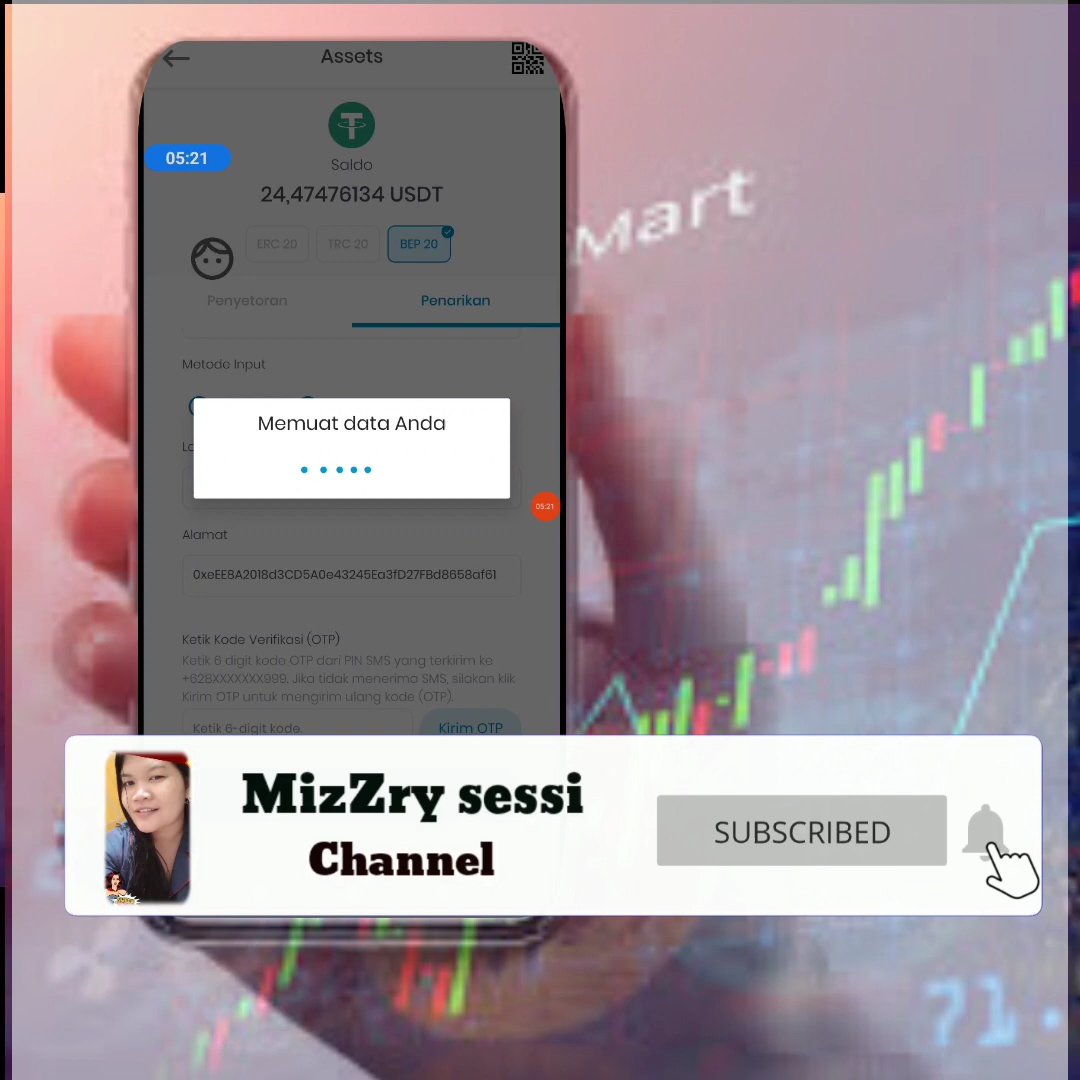 Assets
05:21
Saldo
24,47476134 USDT
ERC 20 TRC 20 BEP 20
Penyetoran Penarikan
Metode Input
Memuat data Anda
05:21
Alamat
0xeEE8A2018d3CD5A0e43245Ea3fD27FBd8658af61
Ketik Kode Verifikasi (OTP)
Ketik 6 digit kode OTP dari PIN SMS yang terkirim ke
+628XXXXXXX999. Jika tidak menerima SMS, silakan klik
Kirim OTP untuk mengirim ulang kode (OTP).
Ketik 6-digit kode. Kirim OTP
Mart
MizZry sessi
Channel
SUBSCRIBED
71.